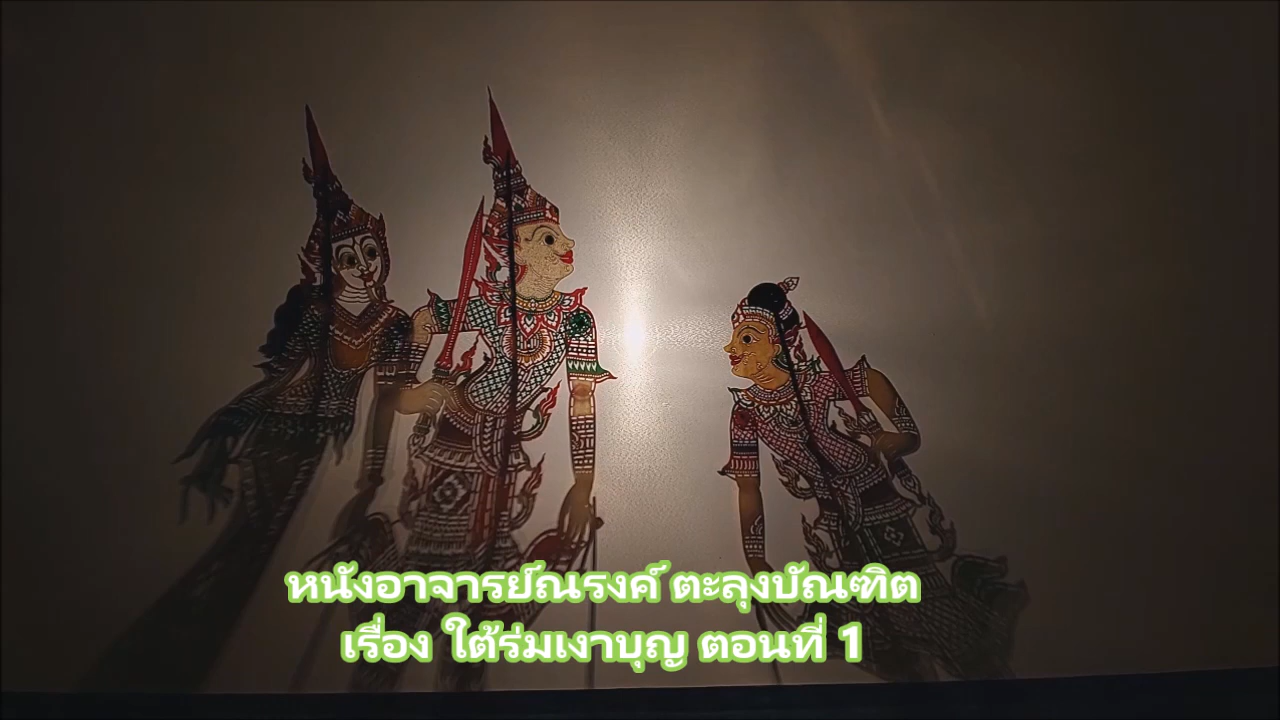 หนังอาจารย์ณรงค์ ตะลุงบัณฑิต
เรื่อง ใต้ร่มเงาบุญ ตอนที่ 1